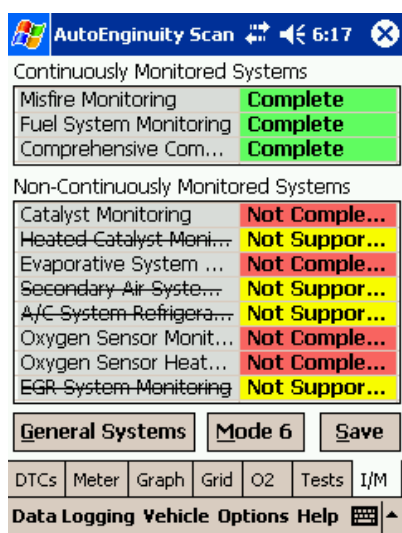 AutoEnginuity Scan 6:17
Continuously Monitored Systems
Misfire Monitoring Complete
Fuel System Monitoring Complete
Comprehensive Com... Complete
Non-Continuously Monitored Systems
Catalyst Monitoring Not Comple...
Heated Catalyst Moni... Not Suppor...
Evaporative System ... Not Comple...
Secondary Air Syste... Not Suppor...
A/C System Refrigera... Not Suppor...
Oxygen Sensor Monit... Not Comple...
Oxygen Sensor Heat... Not Comple...
EGR System Monitoring Not Suppor...
General Systems Mode 6 Save
DTCs Meter Graph Grid O2 Tests I/M
Data Logging Vehicle Options Help